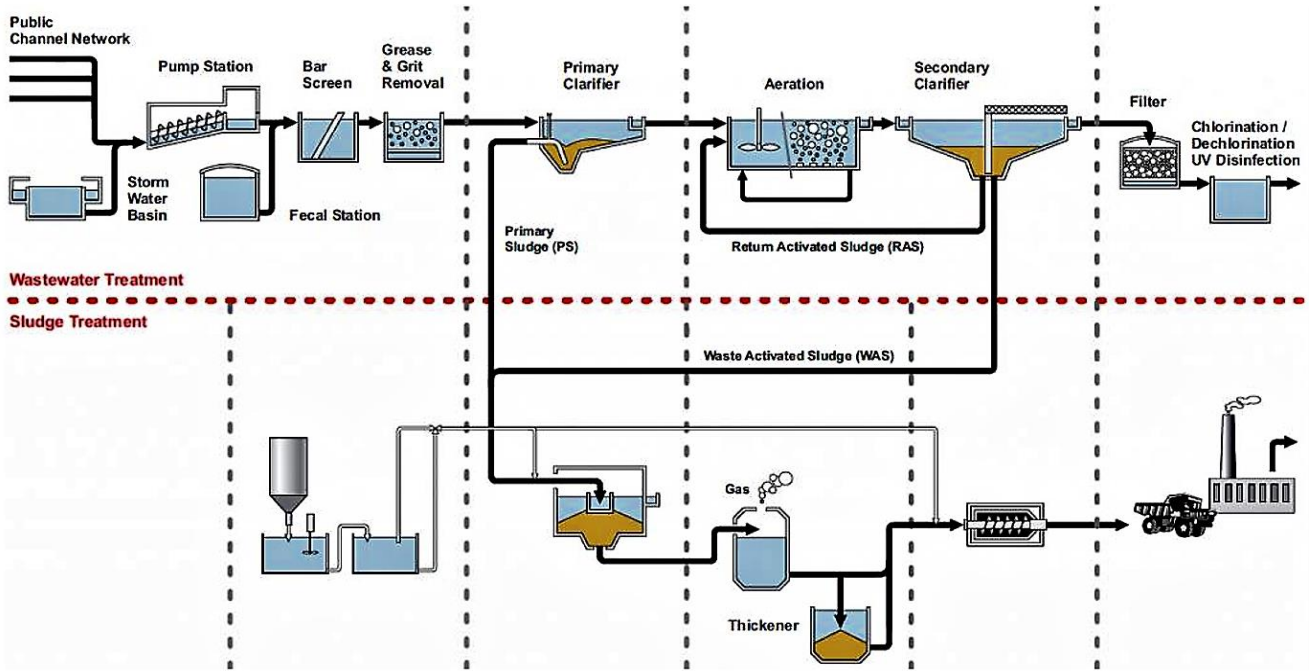 Public
Channel Network
Pump Station
Bar
Screen
Grease
& Grit
Removal
Primary
Clarifier
Aeration
Secondary
Clarifier
Filter
Chlorination /
Dechlorination
UV Disinfection
Storm
Water
Basin
Fecal Station
Primary
Sludge (PS)
Return Activated Sludge (RAS)
Wastewater Treatment
Sludge Treatment
Waste Activated Sludge (WAS)
Gas
Thickener